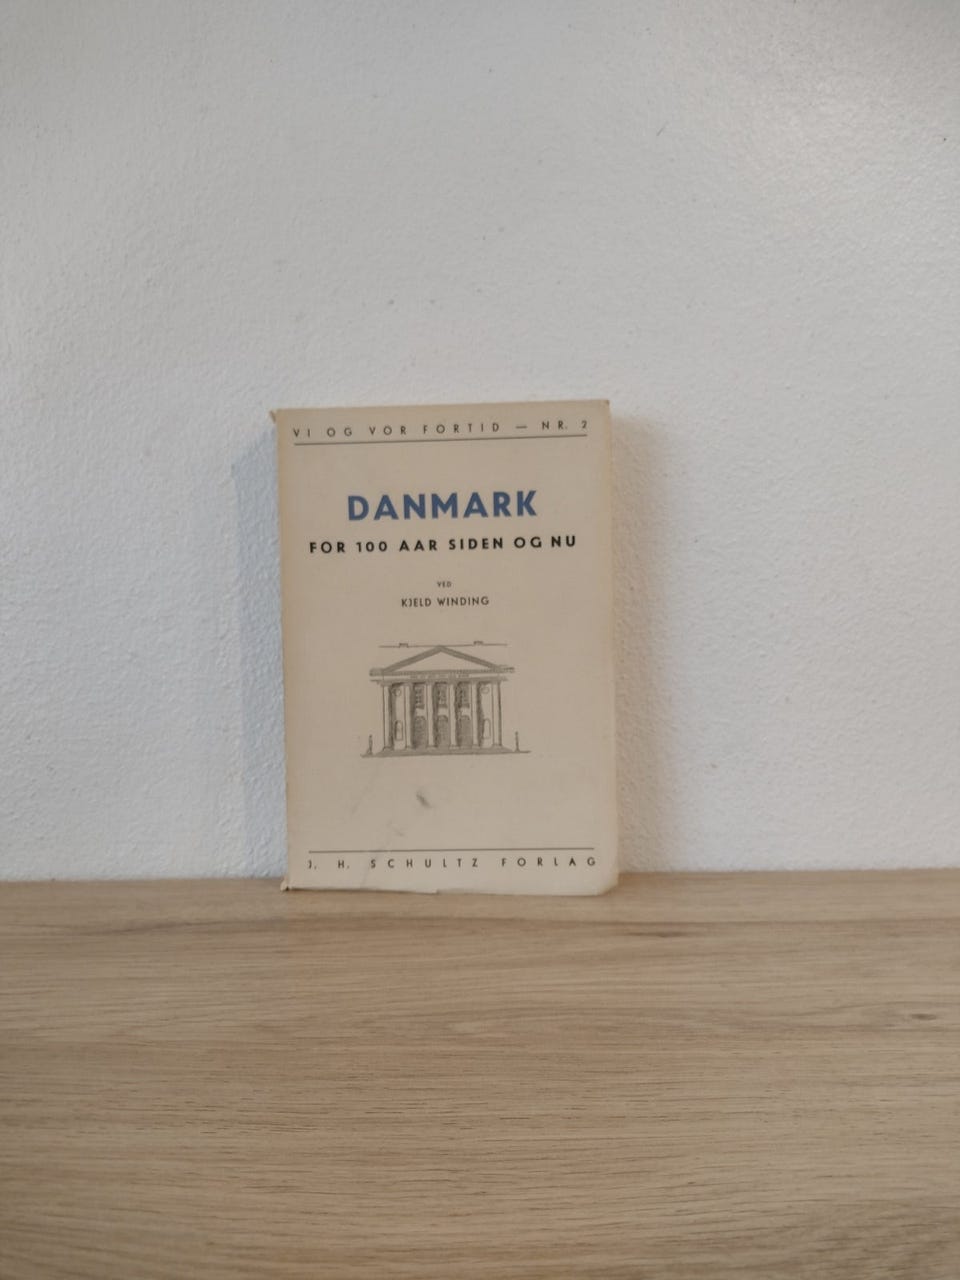 VI OG VOR FORTID — NR. 2
DANMARK
FOR 100 AAR SIDEN OG NU
VED
KJELD WINDING
J. H. SCHULTZ FORLAG